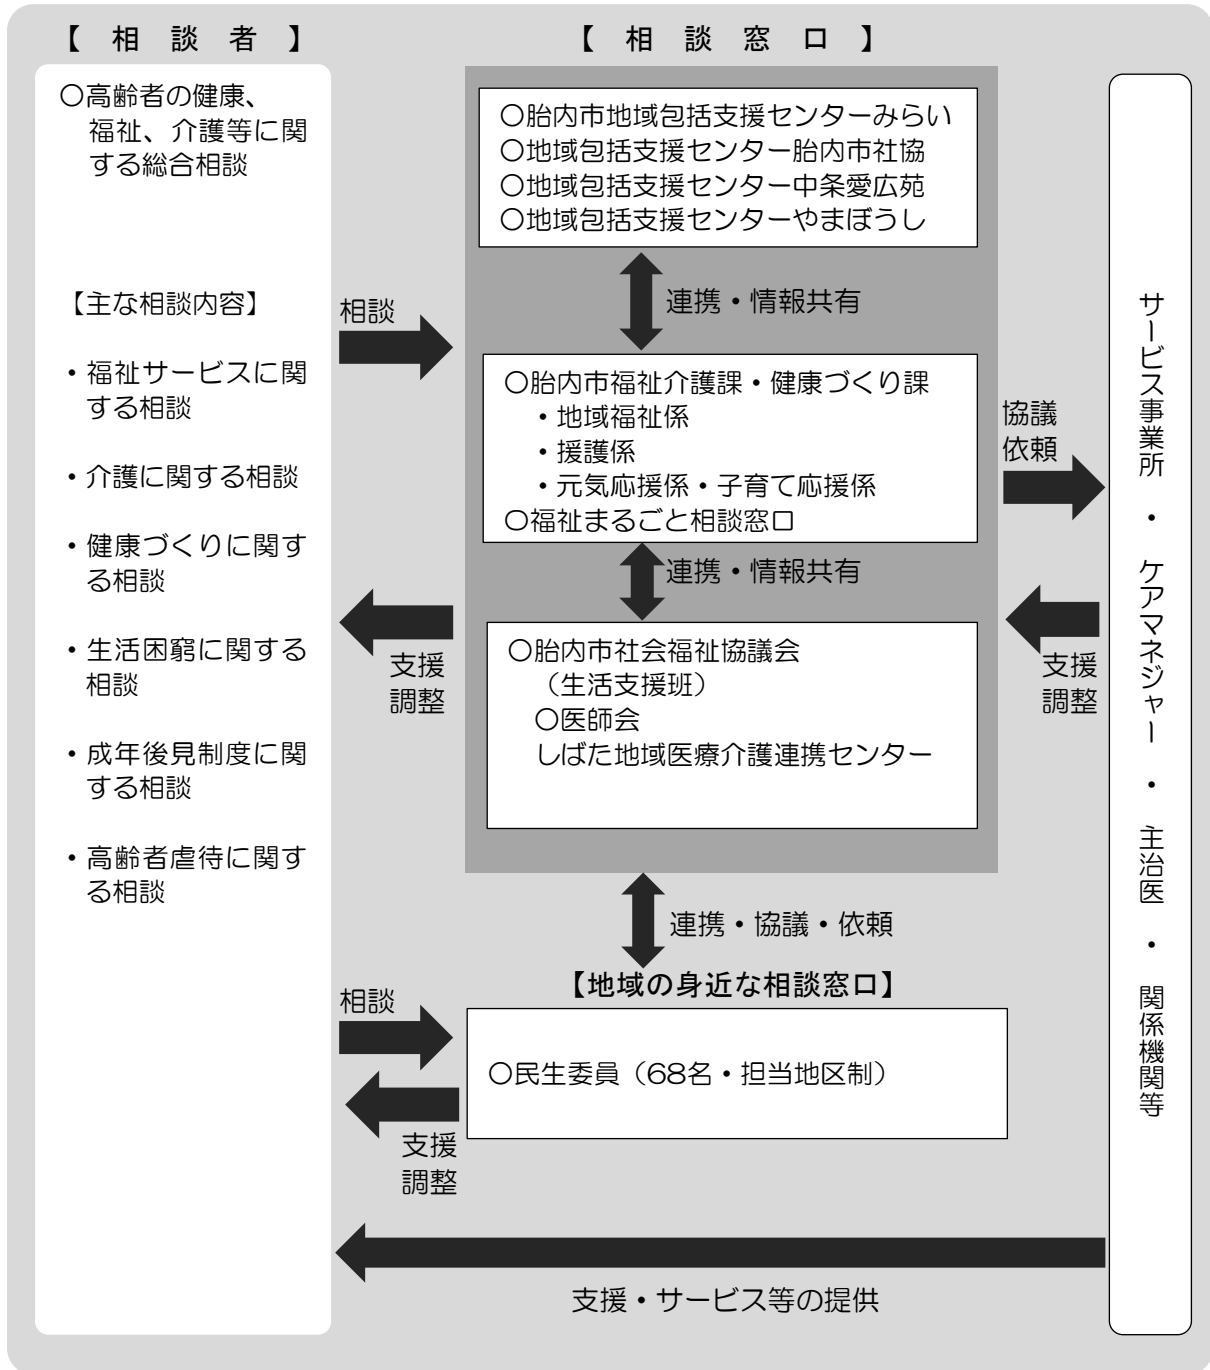 【 相 談 者 】
〇高齢者の健康、
福祉、介護等に関
する総合相談
【主な相談内容】
・福祉サービスに関
する相談
・介護に関する相談
・健康づくりに関す
る相談
・生活困窮に関する
相談
・成年後見制度に関
する相談
・高齢者虐待に関す
る相談
相談
支援
調整
相談
支援
調整
【 相 談 窓 口 】
〇胎内市地域包括支援センターみらい
〇地域包括支援センター胎内市社協
〇地域包括支援センター中条愛広苑
〇地域包括支援センターやまぼうし
連携・情報共有
〇胎内市福祉介護課・健康づくり課
・地域福祉係
・援護係
・元気応援係・子育て応援係
〇福祉まるごと相談窓口
連携・情報共有
〇胎内市社会福祉協議会
（生活支援班）
〇医師会
しばた地域医療介護連携センター
連携・協議・依頼
【地域の身近な相談窓口】
〇民生委員（68名・担当地区制）
協議
依頼
支援
調整
サービス事業所 ・ ケアマネジャー ・ 主治医 ・ 関係機関等
支援・サービス等の提供